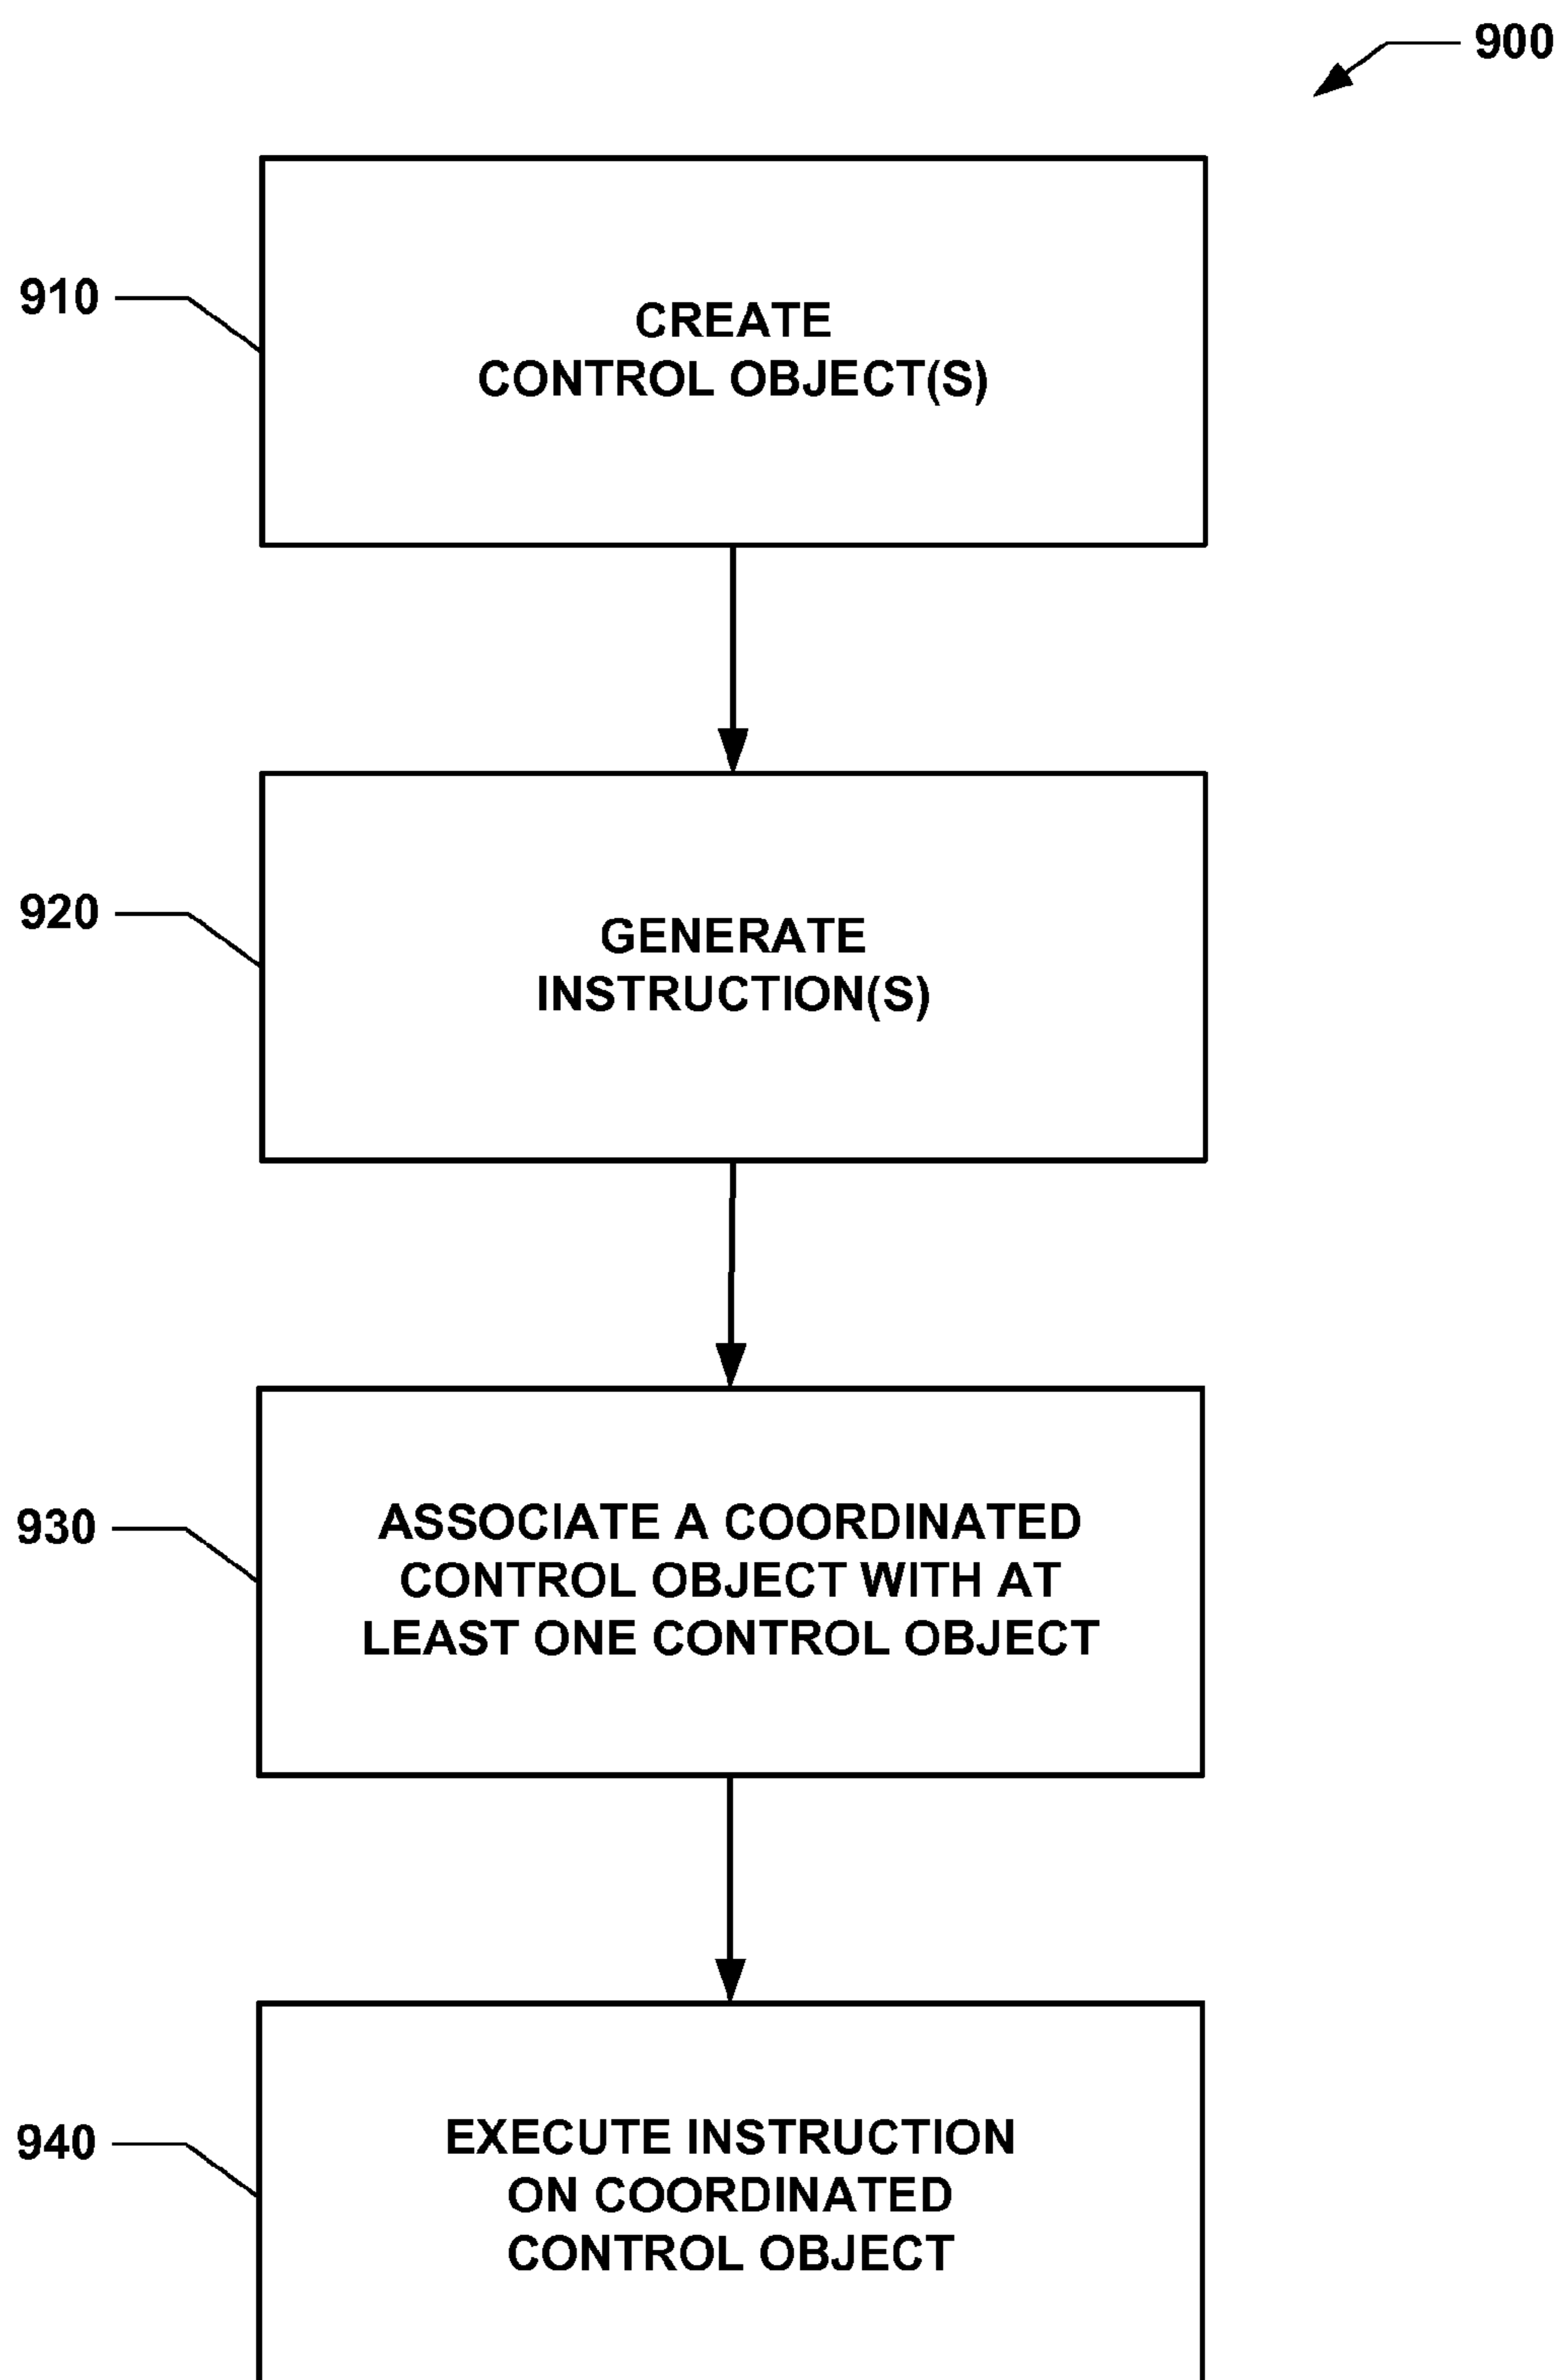 900
910
CREATE
CONTROL OBJECT(S)
920
GENERATE
INSTRUCTION(S)
930
ASSOCIATE A COORDINATED
CONTROL OBJECT WITH AT
LEAST ONE CONTROL OBJECT
940
EXECUTE INSTRUCTION
ON COORDINATED
CONTROL OBJECT